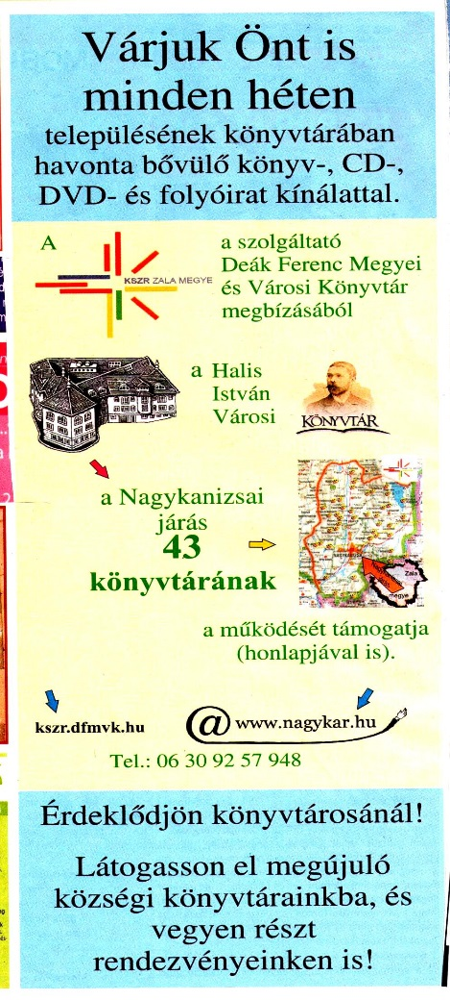 Várjuk Önt is
minden héten
településének könyvtárában
havonta bővülő könyv-, CD-,
DVD- és folyóirat kínálattal.
A
KSZR ZALA MEGYE
a szolgáltató
Deák Ferenc Megyei
és Városi Könyvtár
megbízásából
a Halis
István
Városi
KÖNYVTÁR
a Nagykanizsai
járás
43
könyvtárának
Zala
megye
a működését támogatja
(honlapjával is).
kszr.dfmvk.hu
@ www.nagykar.hu
Tel.: 06 30 92 57 948
Érdeklődjön könyvtárosánál!
Látogasson el megújuló
községi könyvtárainkba, és
vegyen részt
rendezvényeinken is!